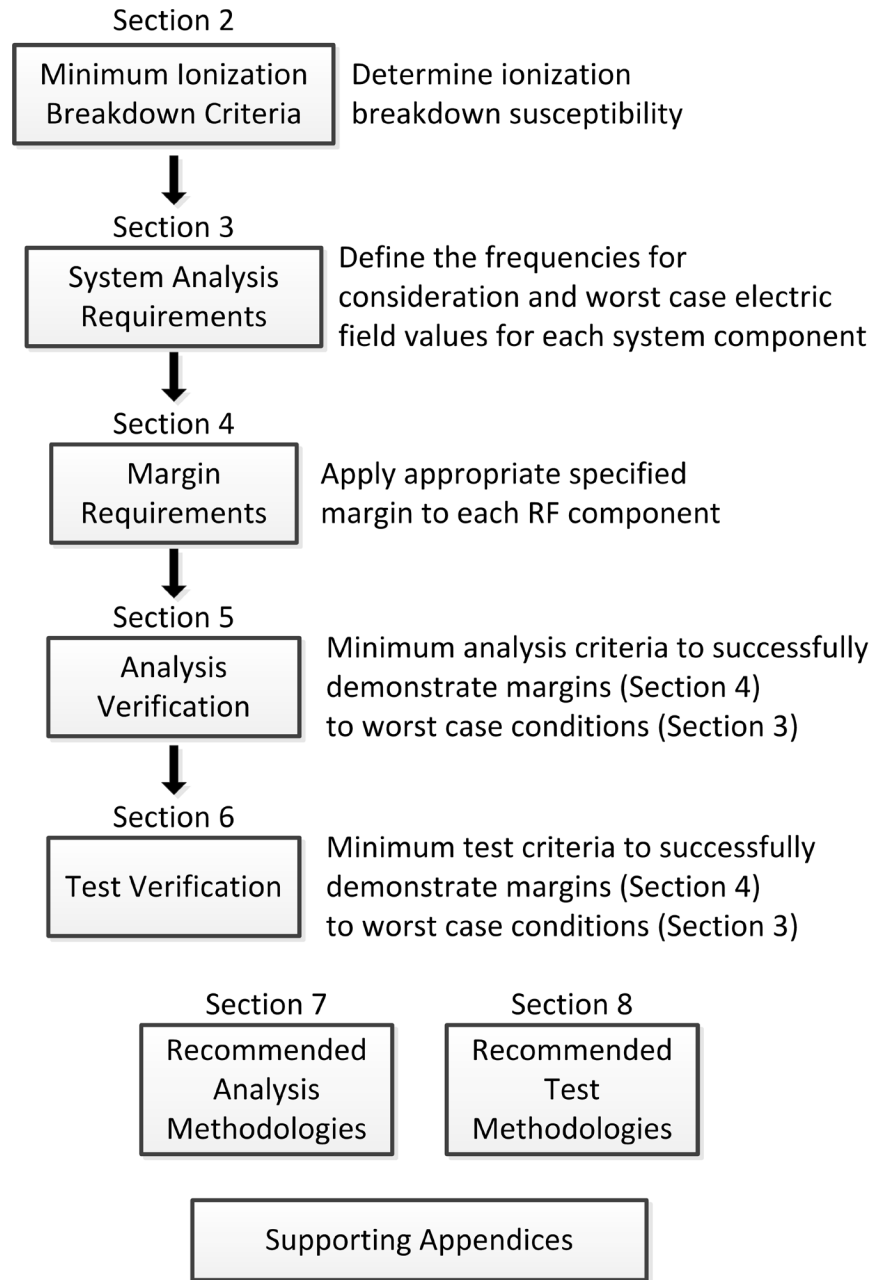 Section 2
Minimum Ionization
Breakdown Criteria
Determine ionization
breakdown susceptibility
Section 3
System Analysis
Requirements
Define the frequencies for
consideration and worst case electric
field values for each system component
Section 4
Margin
Requirements
Apply appropriate specified
margin to each RF component
Section 5
Analysis
Verification
Minimum analysis criteria to successfully
demonstrate margins (Section 4)
to worst case conditions (Section 3)
Section 6
Test Verification
Minimum test criteria to successfully
demonstrate margins (Section 4)
to worst case conditions (Section 3)
Section 7
Recommended
Analysis
Methodologies
Section 8
Recommended
Test
Methodologies
Supporting Appendices